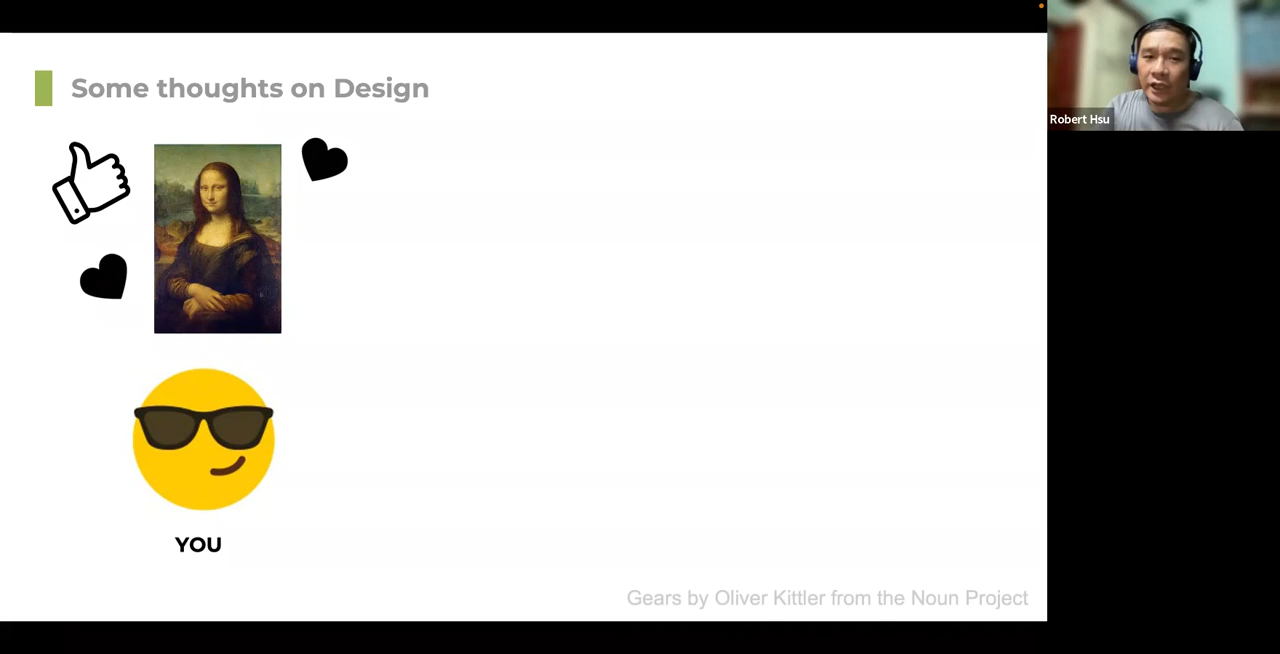 Some thoughts on Design
YOU
Gears by Oliver Kittler from the Noun Project
Robert Hsu